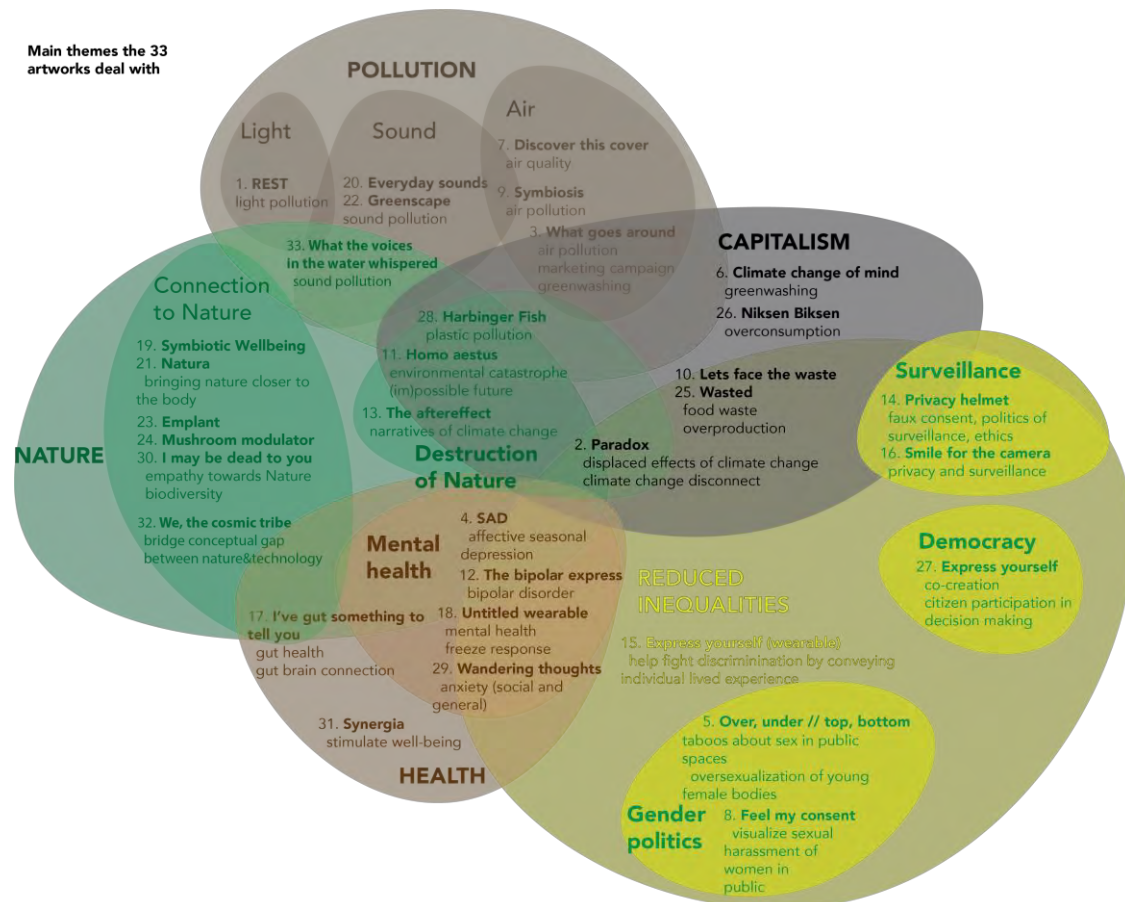 Main themes the 33
artworks deal with
POLLUTION
Light
1. REST
light pollution
Sound
20. Everyday sounds
22. Greenscape
sound pollution
Air
7. Discover this cover
air quality
9. Symbiosis
air pollution
3. What goes around
air pollution
marketing campaign
greenwashing
33. What the voices
in the water whispered
sound pollution
CAPITALISM
6. Climate change of mind
greenwashing
26. Niksen Biksen
overconsumption
28. Harbinger Fish
plastic pollution
11. Homo aestus
environmental catastrophe
(im)possible future
13. The aftereffect
narratives of climate change
Destruction
of Nature
10. Lets face the waste
25. Wasted
food waste
overproduction
2. Paradox
displaced effects of climate change
climate change disconnect
NATURE
Connection
to Nature
19. Symbiotic Wellbeing
21. Natura
bringing nature closer to
the body
23. Emplant
24. Mushroom modulator
30. I may be dead to you
empathy towards Nature
biodiversity
32. We, the cosmic tribe
bridge conceptual gap
between nature&technology
Surveillance
14. Privacy helmet
faux consent, politics of
surveillance, ethics
16. Smile for the camera
privacy and surveillance
Democracy
27. Express yourself
co-creation
citizen participation in
decision making
Mental
health
4. SAD
affective seasonal
depression
12. The bipolar express
bipolar disorder
18. Untitled wearable
mental health
freeze response
29. Wandering thoughts
anxiety (social and
general)
17. I've gut something to
tell you
gut health
gut brain connection
31. Synergia
stimulate well-being
HEALTH
REDUCED
INEQUALITIES
15. Express yourself (wearable)
help fight discriminination by conveying
individual lived experience
5. Over, under // top, bottom
taboos about sex in public
spaces
oversexualization of young
female bodies
Gender
politics
8. Feel my consent
visualize sexual
harassment of
women in
public